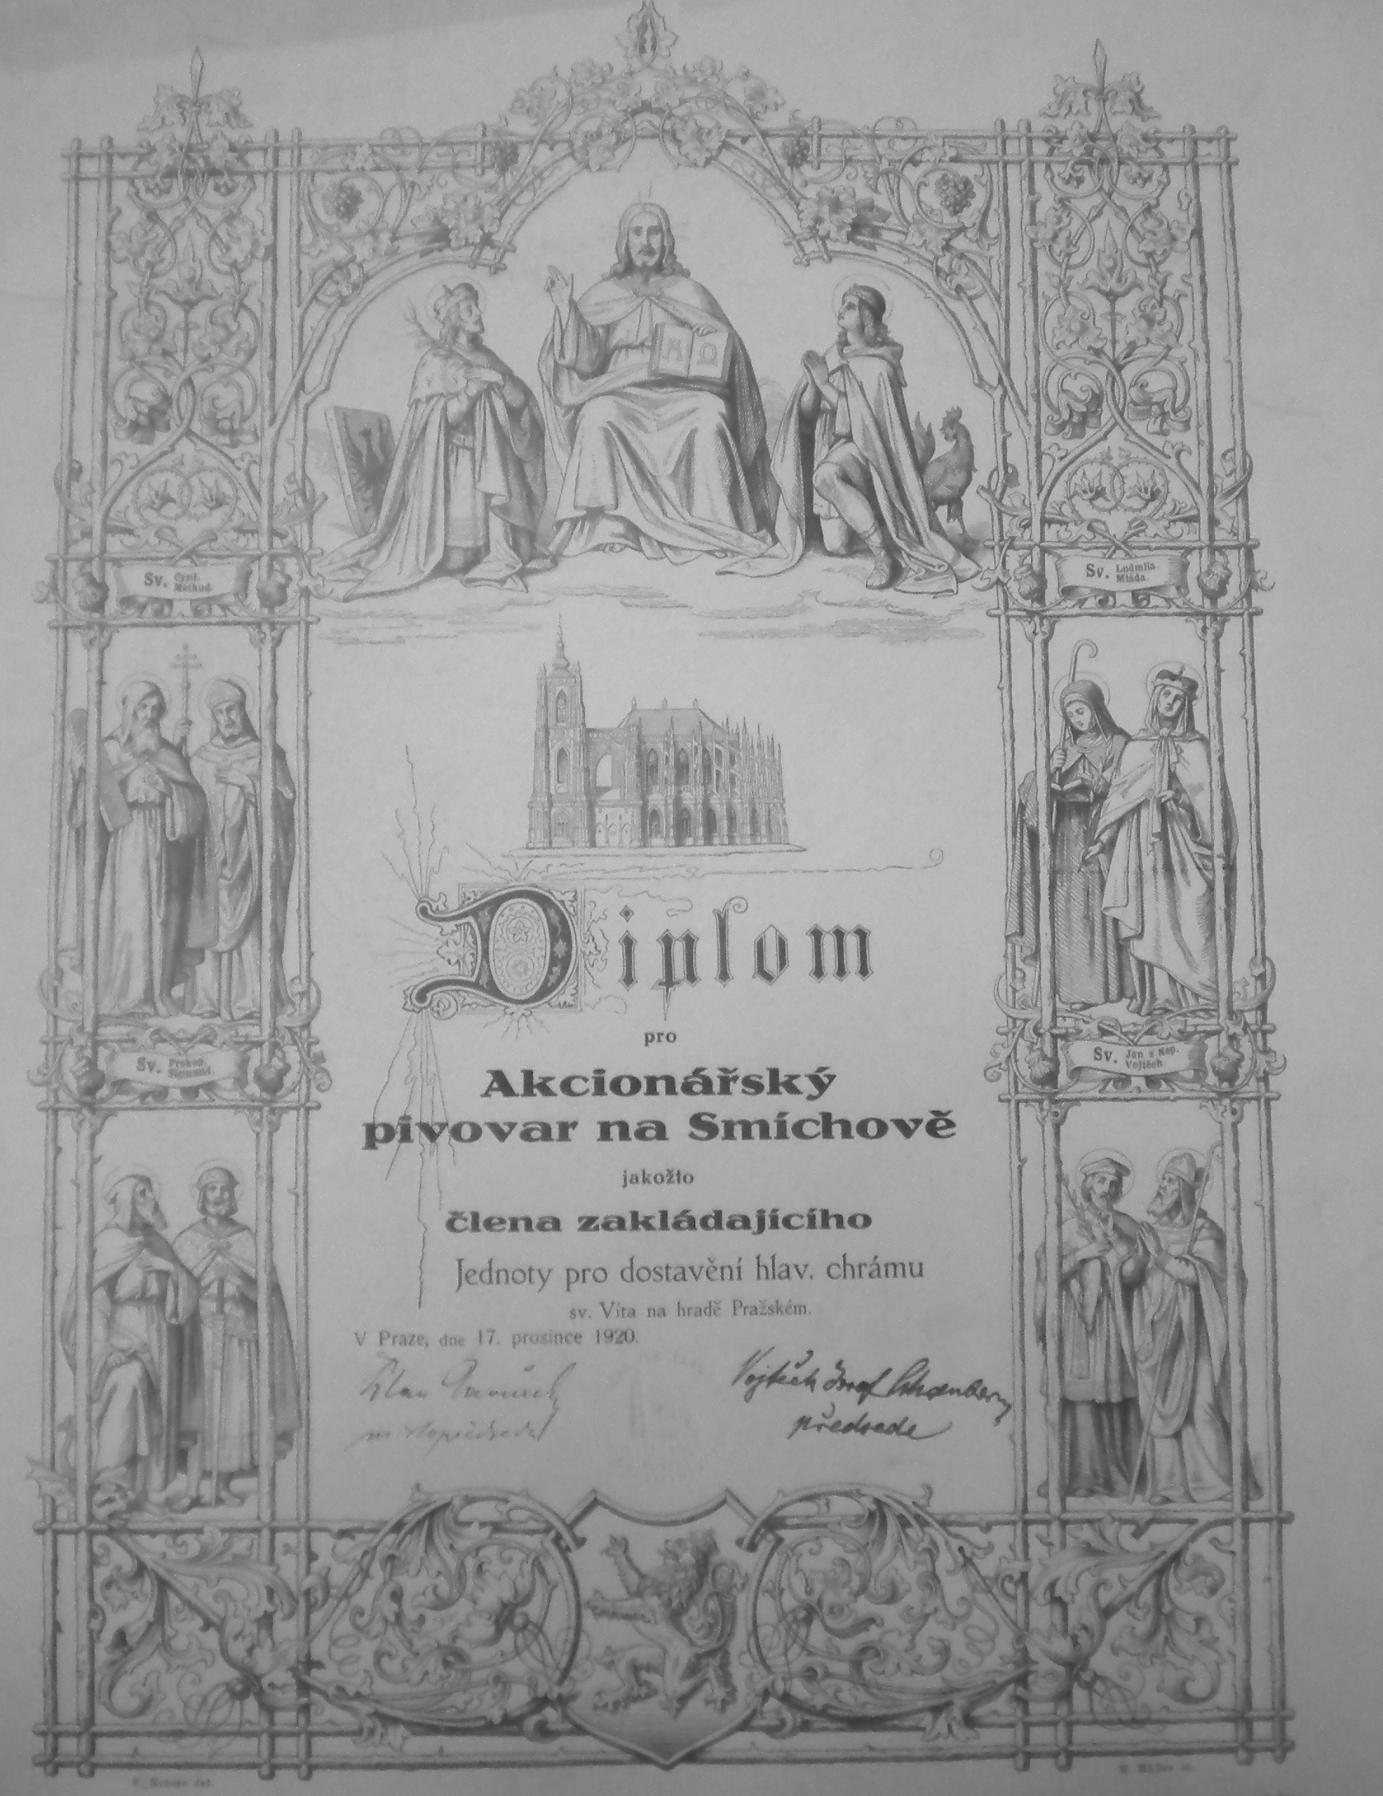 A Ω
Sv. Cyril. Method.
Sv. Ludmila Mlada.
Diplom
pro
Akcionářský
pivovar na Smíchově
Sv. Prokop. Sigmund.
Sv. Jan z Nep. Vojtěch
jakožto
člena zakládajícího
Jednoty pro dostavění hlav. chrámu
sv. Víta na hradě Pražském.
V Praze, dne 17. prosince 1920.
Vojtěch Josef
předseda